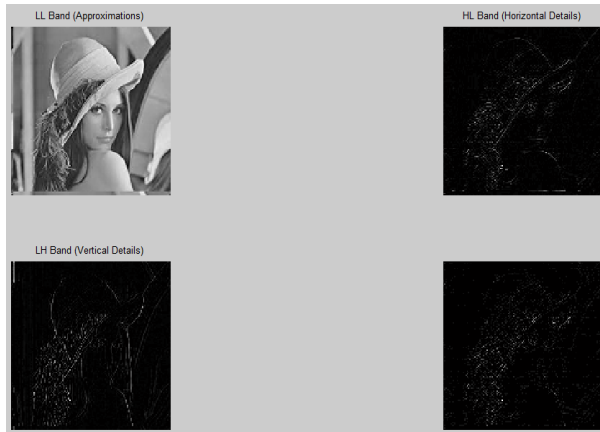 LL Band (Approximations)
HL Band (Horizontal Details)
LH Band (Vertical Details)